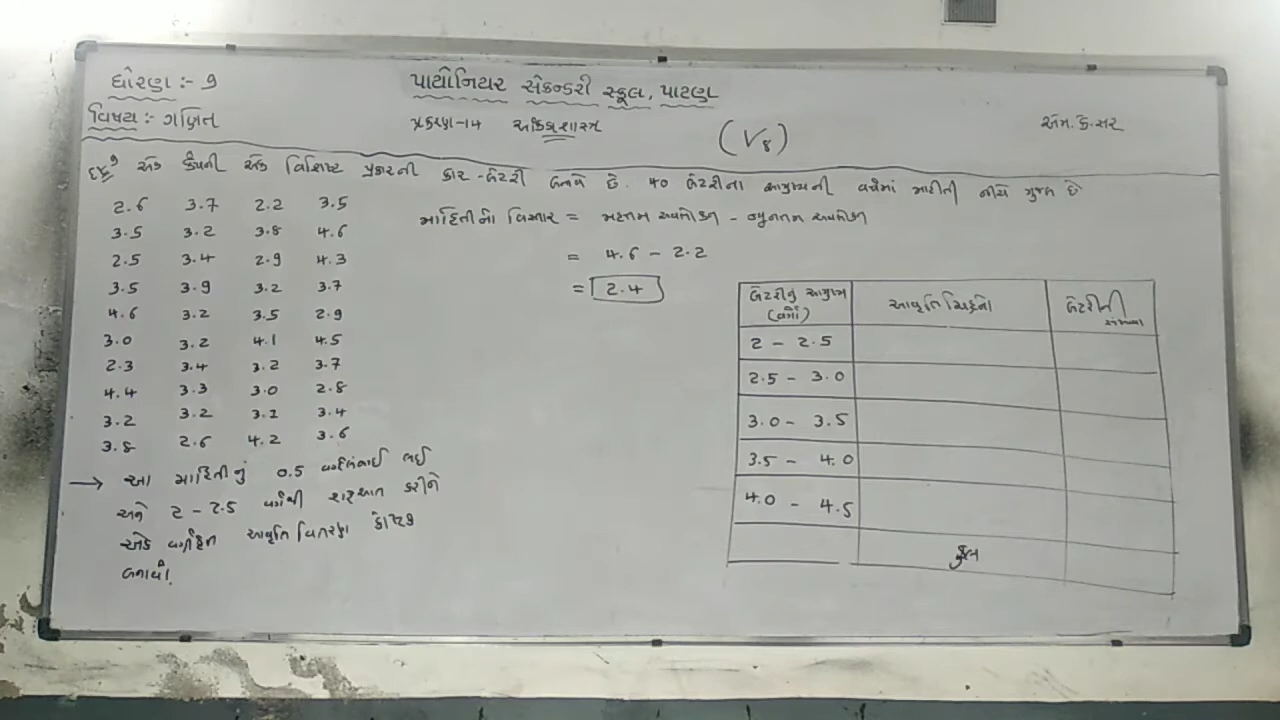 ધોરણ :- 9
પાયોનિયર સેકન્ડરી સ્કૂલ, પાટણ
વિષય :- ગણિત
પ્રકરણ-14 આંકડાશાસ્ત્ર
(V8)
એમ. કે. સર
એક કંપની એક વિશિષ્ટ પ્રકારની કાર-બેટરી બનાવે છે. 40 બેટરીના આયુષ્યની વર્ષમાં માહીતી નીચે મુજબ છે
2.6 3.7 2.2 3.5
3.5 3.2 3.8 4.6
2.5 3.4 2.9 4.3
3.5 3.9 3.2 3.7
4.6 3.2 3.5 2.9
3.0 3.2 4.1 4.5
2.3 3.4 3.2 3.7
4.4 3.3 3.0 2.8
3.2 3.2 3.2 3.4
3.8 2.6 4.2 3.6
→ આ માહિતીનું 0.5 વર્ગલંબાઈ લઈ
અને 2 - 2.5 વર્ગથી શરૂઆત કરીને
એક વર્ગીકૃત આવૃત્તિ વિતરણ કોષ્ટક
બનાવો.
માહિતીનો વિસ્તાર = મહત્તમ અવલોકન - ન્યુનતમ અવલોકન
= 4.6 - 2.2
= 2.4
બેટરીનું આયુષ્ય (વર્ષો) આવૃત્તિ ચિહ્નો બેટરીની સંખ્યા
2 - 2.5
2.5 - 3.0
3.0 - 3.5
3.5 - 4.0
4.0 - 4.5
કુલ